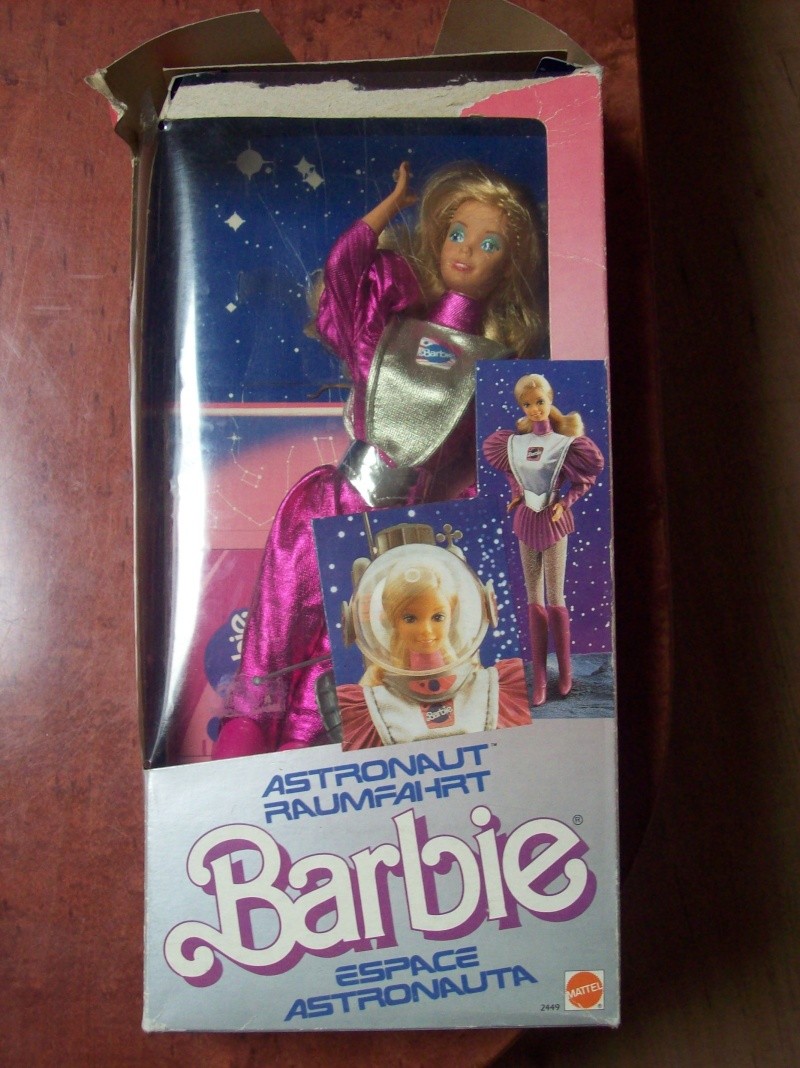 Barbie
Barbie
ASTRONAUT™
RAUMFAHRT
Barbie®
ESPACE
ASTRONAUTA
2449
MATTEL
®